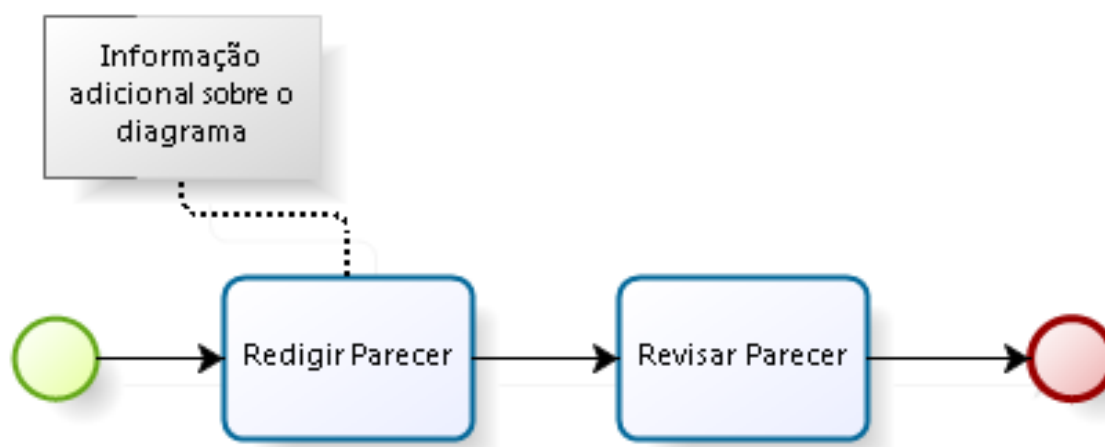 Informação
adicional sobre o
diagrama
Redigir Parecer
Revisar Parecer